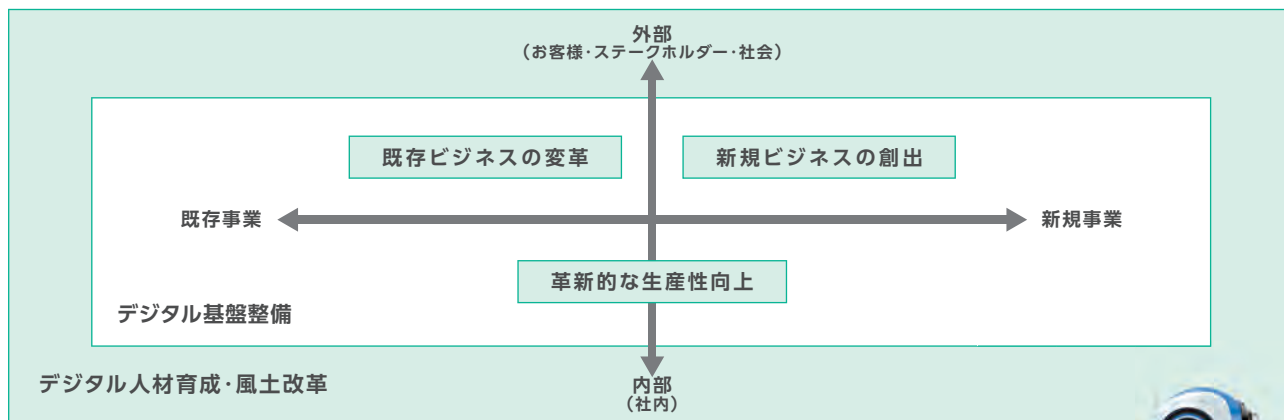 外部
（お客様・ステークホルダー・社会）
既存ビジネスの変革
新規ビジネスの創出
既存事業
新規事業
革新的な生産性向上
デジタル基盤整備
デジタル人材育成・風土改革
内部
（社内）